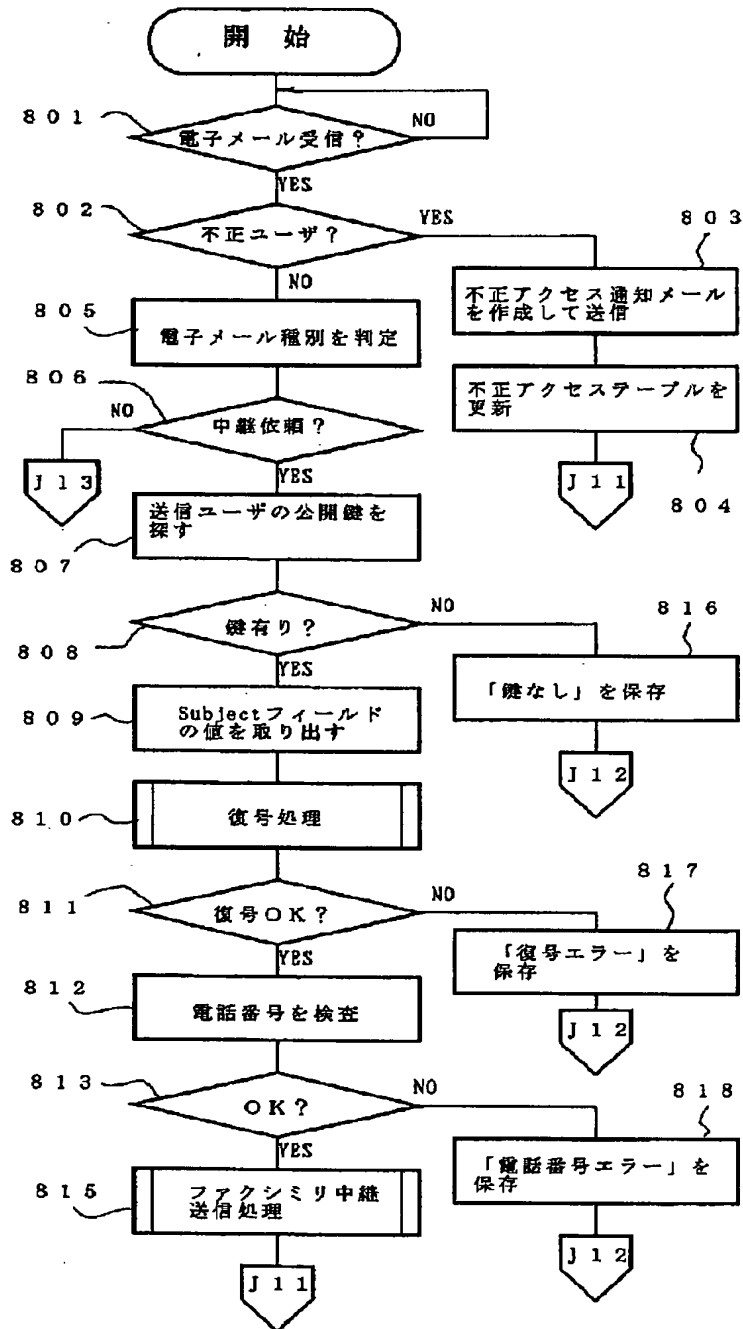 開 始
801
電子メール受信?
NO
YES
802
不正ユーザ?
YES
NO
803
不正アクセス通知メール
を作成して送信
不正アクセステーブルを
更新
804
J11
805
電子メール種別を判定
806
中継依頼?
NO
YES
J13
送信ユーザの公開鍵を
探す
807
808
鍵有り?
NO
YES
816
「鍵なし」を保存
J12
809
Subjectフィールド
の値を取り出す
810
復号処理
811
復号OK?
NO
YES
817
「復号エラー」を
保存
J12
812
電話番号を検査
813
OK?
NO
YES
818
「電話番号エラー」を
保存
J12
815
ファクシミリ中継
送信処理
J11